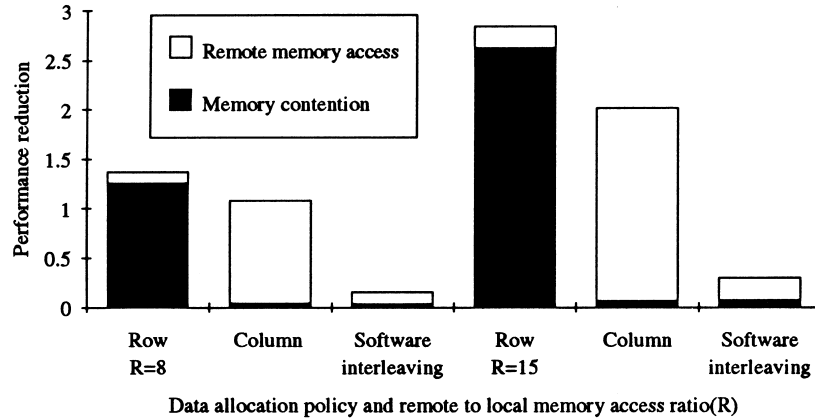 3
2.5
2
1.5
1
0.5
0
Performance reduction
Remote memory access
Memory contention
Row Column Software interleaving Row Column Software interleaving
R=8 R=15
Data allocation policy and remote to local memory access ratio(R)